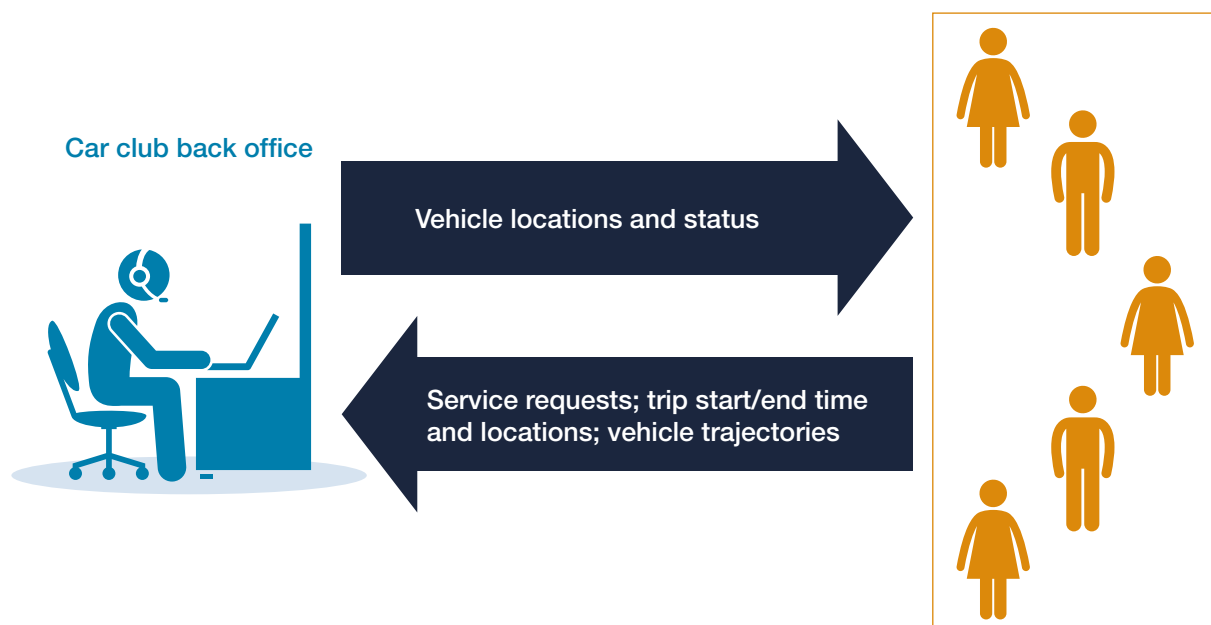 Car club back office
Vehicle locations and status
Service requests; trip start/end time
and locations; vehicle trajectories